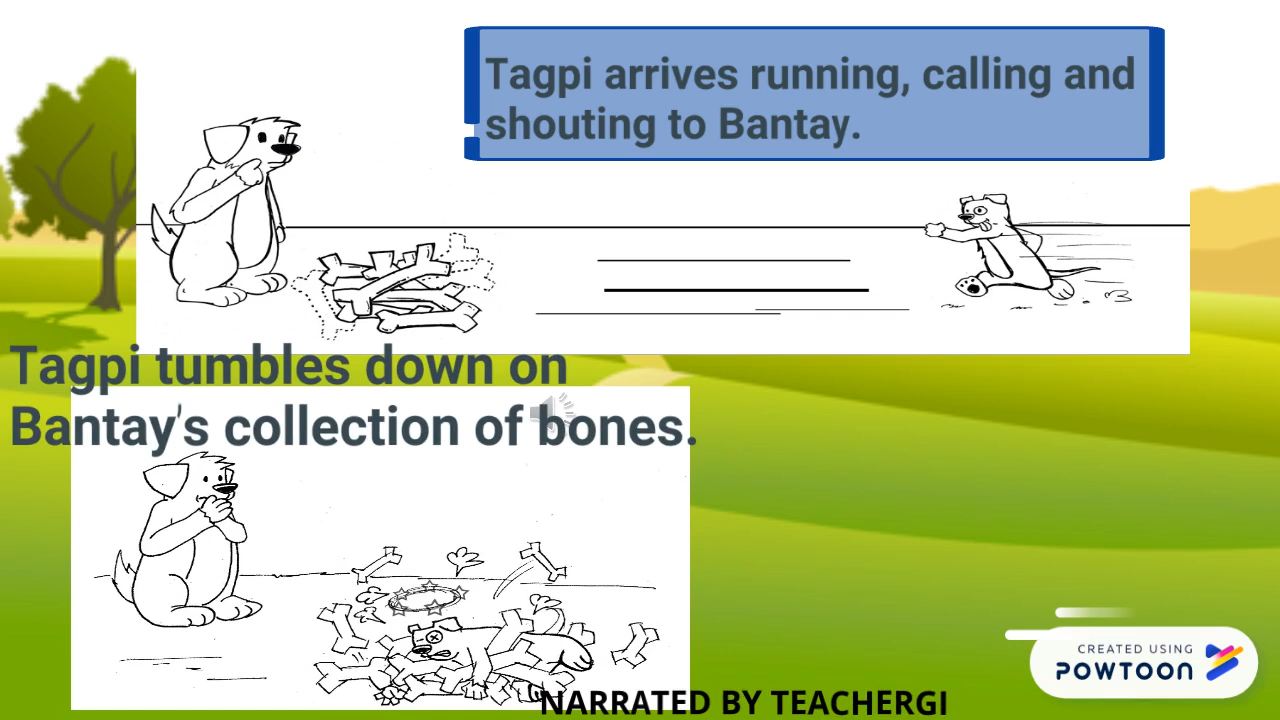 Tagpi arrives running, calling and
shouting to Bantay.
Tagpi tumbles down on
Bantay's collection of bones.
CREATED USING
POWTOON
NARRATED BY TEACHERGI